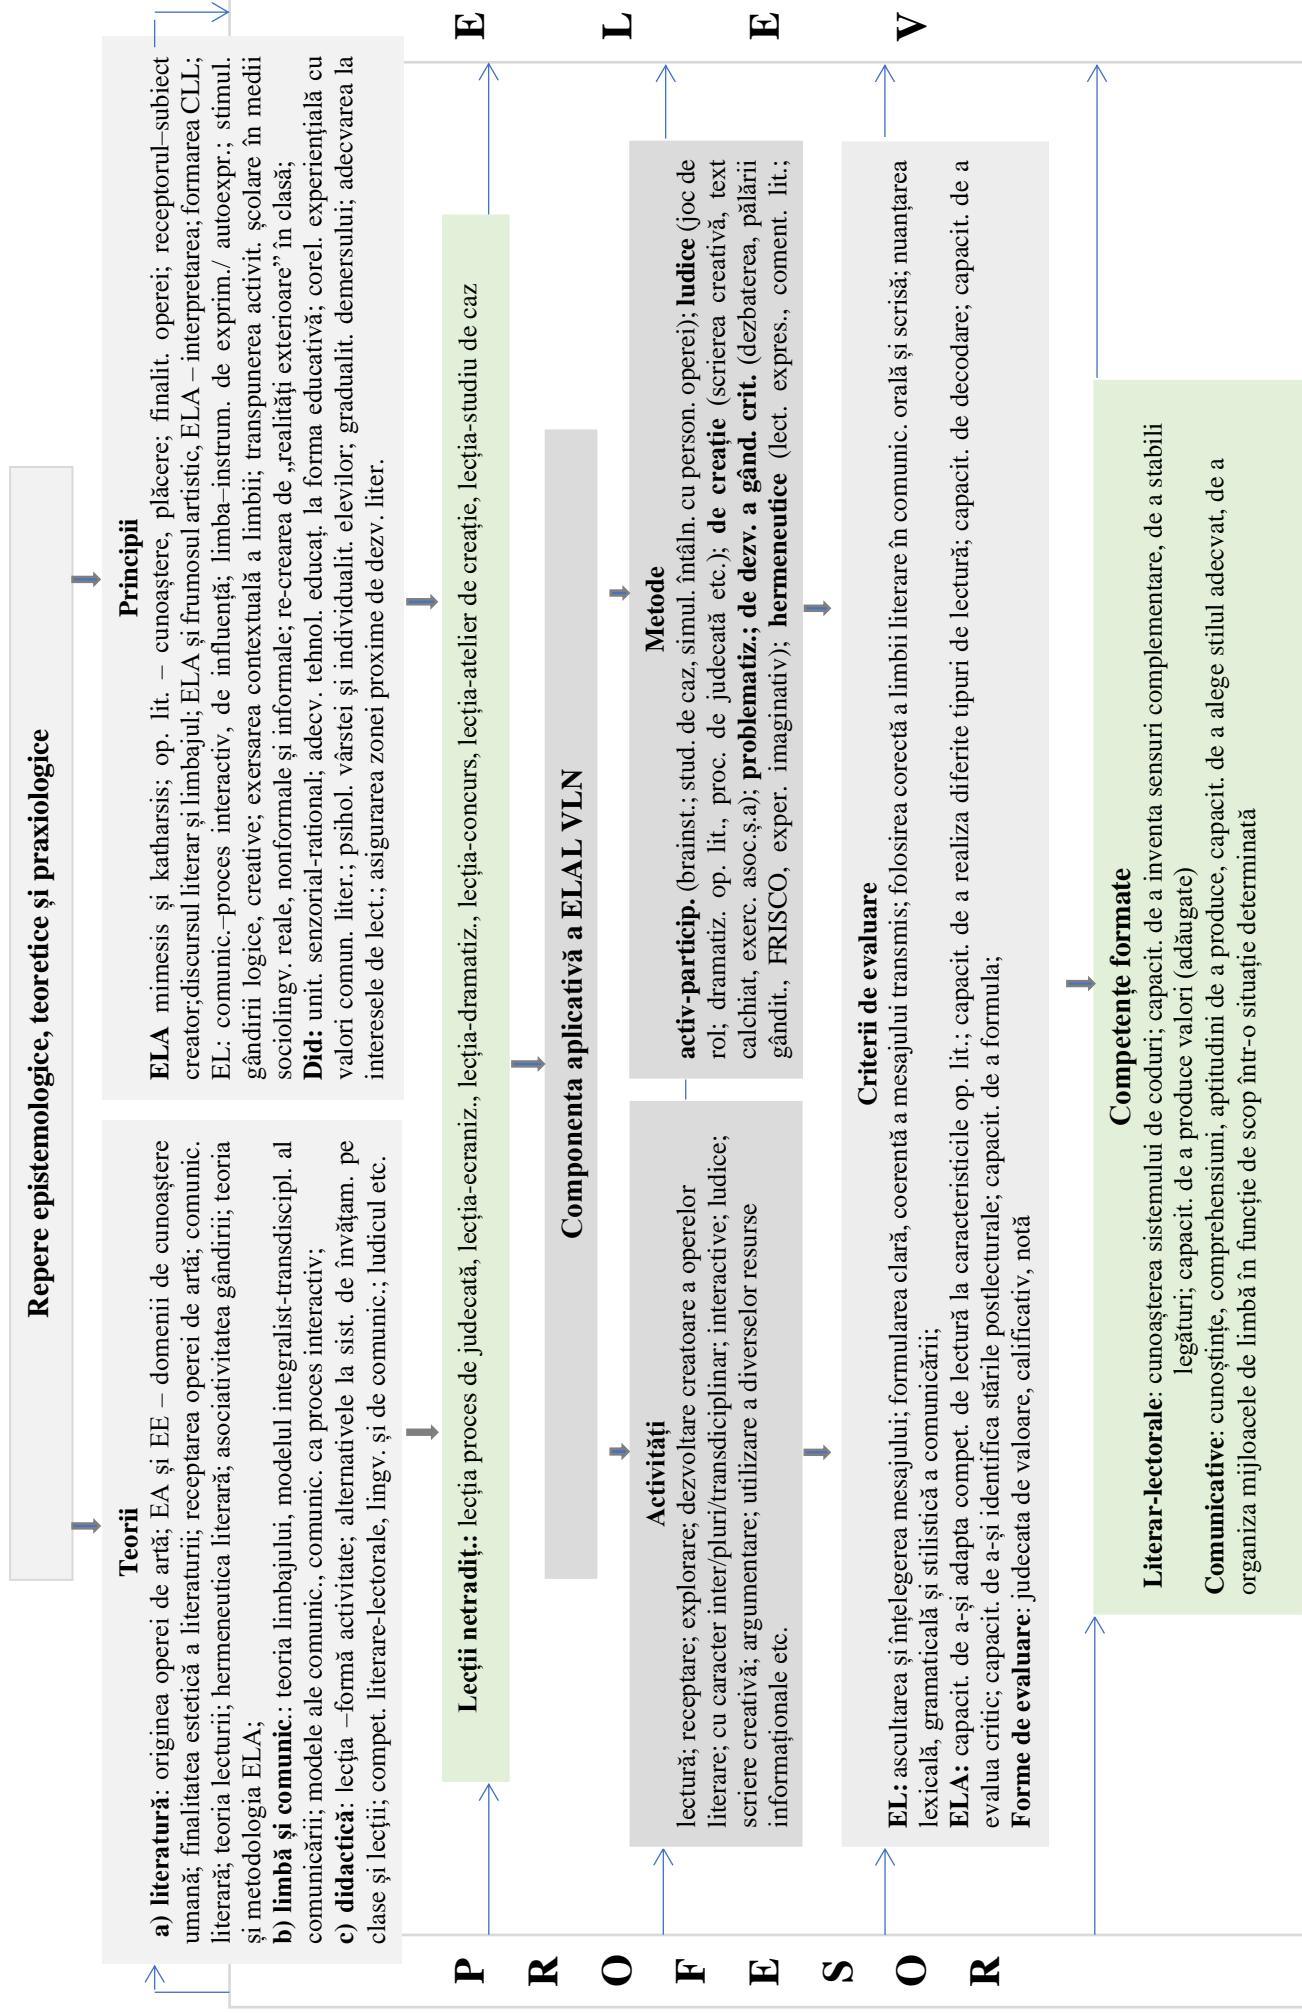 Repere epistemologice, teoretice și praxiologice
Teorii
a) literatură: originea operei de artă; EA și EE – domenii de cunoaștere
umană; finalitatea estetică a literaturii; receptarea operei de artă; comunic.
literară; teoria lecturii; hermeneutica literară; asociativitatea gândirii; teoria
și metodologia ELA;
b) limbă și comunic.: teoria limbajului, modelul integralist-transdiscipl. al
comunicării; modele ale comunic., comunic. ca proces interactiv;
c) didactică: lecția –formă activitate; alternativele la sist. de învățam. pe
clase și lecții; compet. literare-lectorale, lingv. și de comunic.; ludicul etc.
Principii
ELA mimesis și katharsis; op. lit. – cunoaștere, plăcere; finalit. operei; receptorul–subiect
creator;discursul literar și limbajul; ELA și frumosul artistic, ELA – interpretarea; formarea CLL;
EL: comunic.–proces interactiv, de influență; limba–instrum. de exprim./ autoexpr.; stimul.
gândirii logice, creative; exersarea contextuală a limbii; transpunerea activit. școlare în medii
sociolingv. reale, nonformale și informale; re-crearea de „realități exterioare” în clasă;
Did: unit. senzorial-rational; adecv. tehnol. educaț. la forma educativă; corel. experiențială cu
valori comun. liter.; psihol. vârstei și individualit. elevilor; gradualit. demersului; adecvarea la
interesele de lect.; asigurarea zonei proxime de dezv. liter.
Lecții netradiț.: lecția proces de judecată, lecția-ecraniz., lecția-dramatiz., lecția-concurs, lecția-atelier de creație, lecția-studiu de caz
Componenta aplicativă a ELAL VLN
Activități
lectură; receptare; explorare; dezvoltare creatoare a operelor
literare; cu caracter inter/pluri/transdiciplinar; interactive; ludice;
scriere creativă; argumentare; utilizare a diverselor resurse
informaționale etc.
Metode
activ-particip. (brainst.; stud. de caz, simul. întâln. cu person. operei); ludice (joc de
rol; dramatiz. op. lit., proc. de judecată etc.); de creație (scrierea creativă, text
calchiat, exerc. asoc.ș.a); problematiz.; de dezv. a gând. crit. (dezbaterea, pălării
gândit., FRISCO, exper. imaginativ); hermeneutice (lect. expres., coment. lit.;
Criterii de evaluare
EL: ascultarea și înțelegerea mesajului; formularea clară, coerentă a mesajului transmis; folosirea corectă a limbii literare în comunic. orală și scrisă; nuanțarea
lexicală, gramaticală și stilistică a comunicării;
ELA: capacit. de a-și adapta compet. de lectură la caracteristicile op. lit.; capacit. de a realiza diferite tipuri de lectură; capacit. de decodare; capacit. de a
evalua critic; capacit. de a-și identifica stările postlecturale; capacit. de a formula;
Forme de evaluare: judecata de valoare, calificativ, notă
Competențe formate
Literar-lectorale: cunoașterea sistemului de coduri; capacit. de a inventa sensuri complementare, de a stabili
legături; capacit. de a produce valori (adăugate)
Comunicative: cunoștințe, comprehensiuni, aptitudini de a produce, capacit. de a alege stilul adecvat, de a
organiza mijloacele de limbă în funcție de scop într-o situație determinată
P
R
O
F
E
S
O
R
E
L
E
V